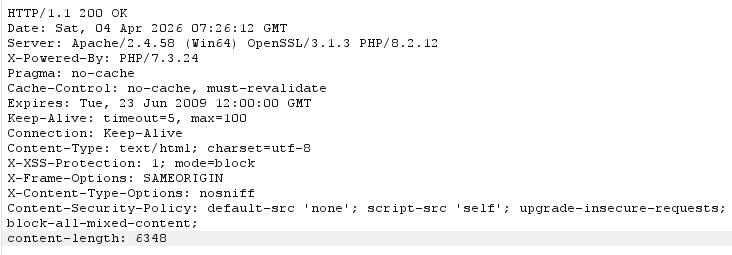 HTTP/1.1 200 OK
Date: Sat, 04 Apr 2026 07:26:12 GMT
Server: Apache/2.4.58 (Win64) OpenSSL/3.1.3 PHP/8.2.12
X-Powered-By: PHP/7.3.24
Pragma: no-cache
Cache-Control: no-cache, must-revalidate
Expires: Tue, 23 Jun 2009 12:00:00 GMT
Keep-Alive: timeout=5, max=100
Connection: Keep-Alive
Content-Type: text/html; charset=utf-8
X-XSS-Protection: 1; mode=block
X-Frame-Options: SAMEORIGIN
X-Content-Type-Options: nosniff
Content-Security-Policy: default-src 'none'; script-src 'self'; upgrade-insecure-requests;
block-all-mixed-content;
content-length: 6348